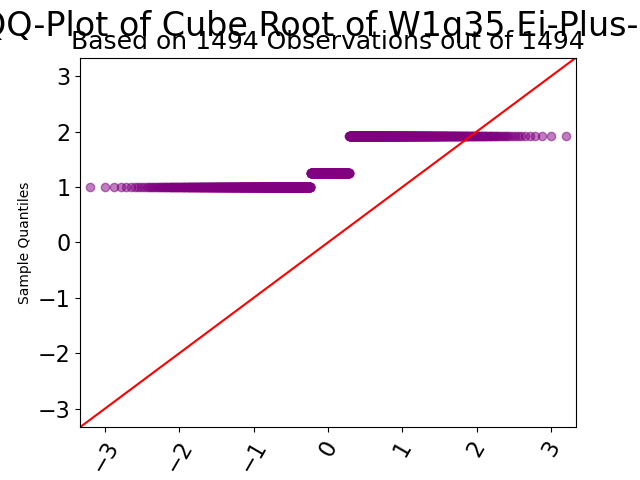 QQ-Plot of Cube Root of W1q35 Ei-Plus-
Based on 1494 Observations out of 1494
3
2
1
0
−1
−2
−3
Sample Quantiles
−3 −2 −1 0 1 2 3